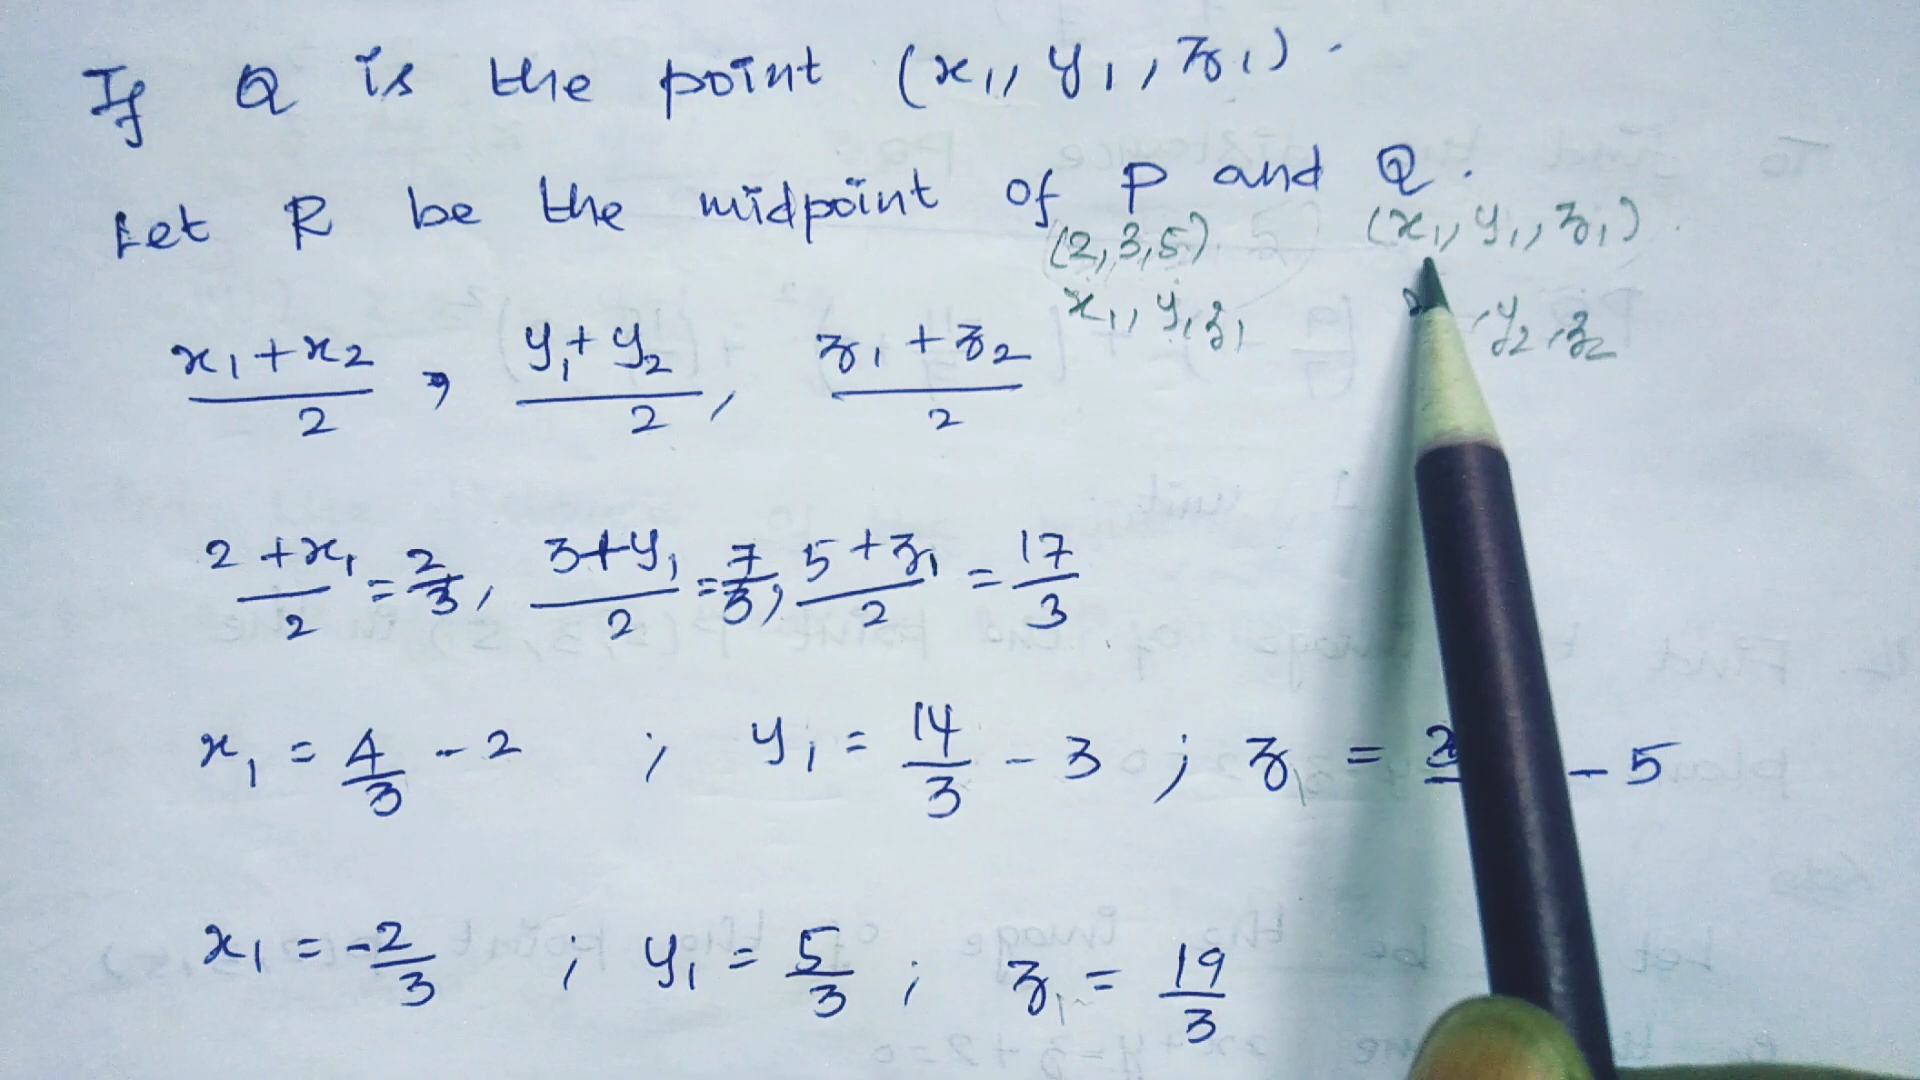 If Q is the point (x₁, y₁, z₁).
Let R be the midpoint of P and Q.
(2,3,5) (x₁, y₁, z₁)
x₁, y₁ z₁ , y₂, z₂
(x₁+x₂)/2 , (y₁+y₂)/2 , (z₁+z₂)/2
(2+x₁)/2 = 2/3, (3+y₁)/2 = 7/3, (5+z₁)/2 = 17/3
x₁ = 4/3 - 2 ; y₁ = 14/3 - 3 ; z₁ = - 5
x₁ = -2/3 ; y₁ = 5/3 ; z₁ = 19/3